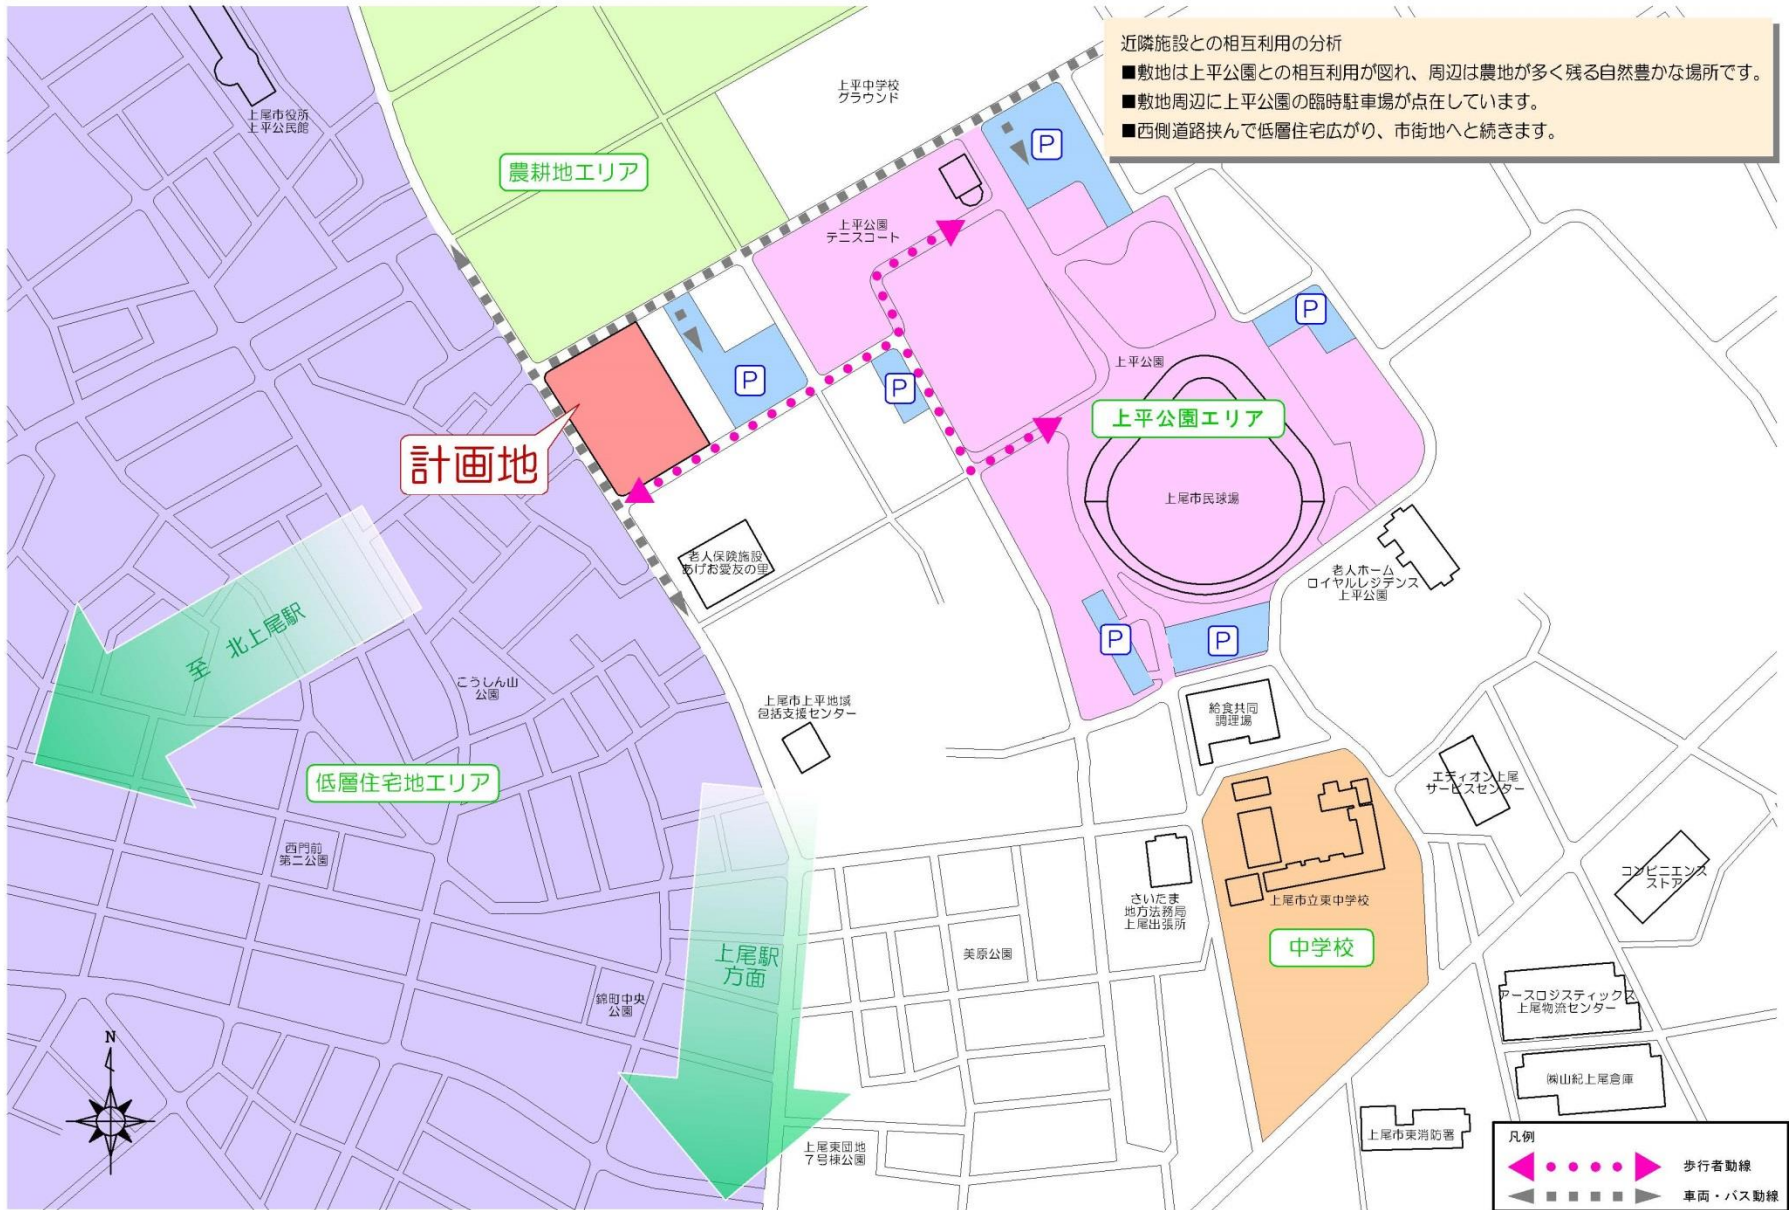 近隣施設との相互利用の分析
■敷地は上平公園との相互利用が図れ、周辺は農地が多く残る自然豊かな場所です。
■敷地周辺に上平公園の臨時駐車場が点在しています。
■西側道路挟んで低層住宅広がり、市街地へと続きます。
上尾市役所
上平公民館
上平中学校
グラウンド
農耕地エリア
P
上平公園
テニスコート
P
P
P
上平公園
上平公園エリア
計画地
上尾市民球場
老人保険施設
あげお愛友の里
老人ホーム
ロイヤルレジデンス
上平公園
P
P
至 北上尾駅
こうしん山
公園
上尾市上平地域
包括支援センター
給食共同
調理場
低層住宅地エリア
エディオン上尾
サービスセンター
西門前
第二公園
コンビニエンス
ストア
さいたま
地方法務局
上尾出張所
上尾市立東中学校
中学校
上尾駅
方面
美原公園
錦町中央
公園
アースロジスティックス
上尾物流センター
N
㈱山紀上尾倉庫
上尾市東消防署
上尾東団地
7号棟公園
凡例
歩行者動線
車両・バス動線